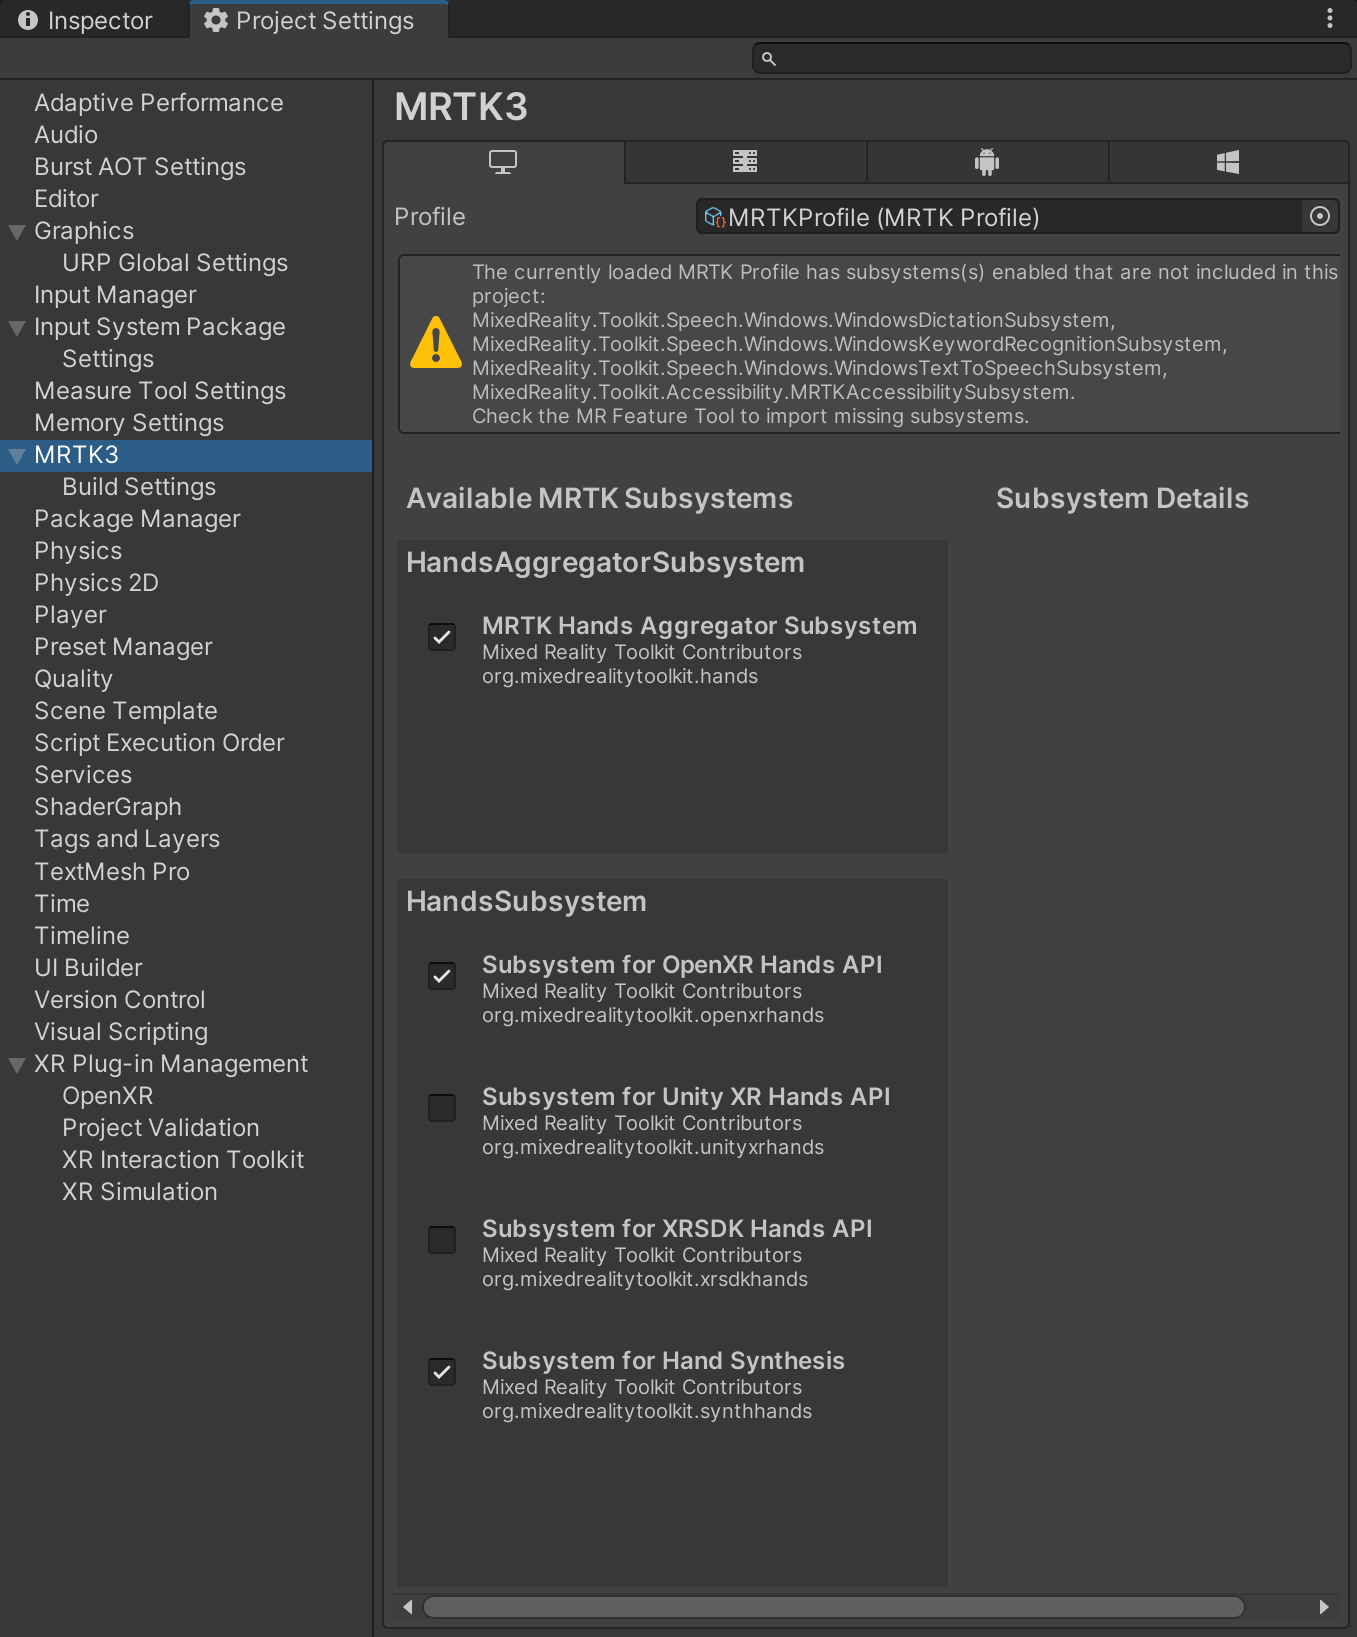 Inspector
Project Settings
Adaptive Performance
Audio
Burst AOT Settings
Editor
Graphics
URP Global Settings
Input Manager
Input System Package
Settings
Measure Tool Settings
Memory Settings
MRTK3
Build Settings
Package Manager
Physics
Physics 2D
Player
Preset Manager
Quality
Scene Template
Script Execution Order
Services
ShaderGraph
Tags and Layers
TextMesh Pro
Time
Timeline
UI Builder
Version Control
Visual Scripting
XR Plug-in Management
OpenXR
Project Validation
XR Interaction Toolkit
XR Simulation
MRTK3
Profile
MRTKProfile (MRTK Profile)
The currently loaded MRTK Profile has subsystems(s) enabled that are not included in this
project:
MixedReality.Toolkit.Speech.Windows.WindowsDictationSubsystem,
MixedReality.Toolkit.Speech.Windows.WindowsKeywordRecognitionSubsystem,
MixedReality.Toolkit.Speech.Windows.WindowsTextToSpeechSubsystem,
MixedReality.Toolkit.Accessibility.MRTKAccessibilitySubsystem.
Check the MR Feature Tool to import missing subsystems.
Available MRTK Subsystems
Subsystem Details
HandsAggregatorSubsystem
MRTK Hands Aggregator Subsystem
Mixed Reality Toolkit Contributors
org.mixedrealitytoolkit.hands
HandsSubsystem
Subsystem for OpenXR Hands API
Mixed Reality Toolkit Contributors
org.mixedrealitytoolkit.openxrhands
Subsystem for Unity XR Hands API
Mixed Reality Toolkit Contributors
org.mixedrealitytoolkit.unityxrhands
Subsystem for XRSDK Hands API
Mixed Reality Toolkit Contributors
org.mixedrealitytoolkit.xrsdkhands
Subsystem for Hand Synthesis
Mixed Reality Toolkit Contributors
org.mixedrealitytoolkit.synthhands